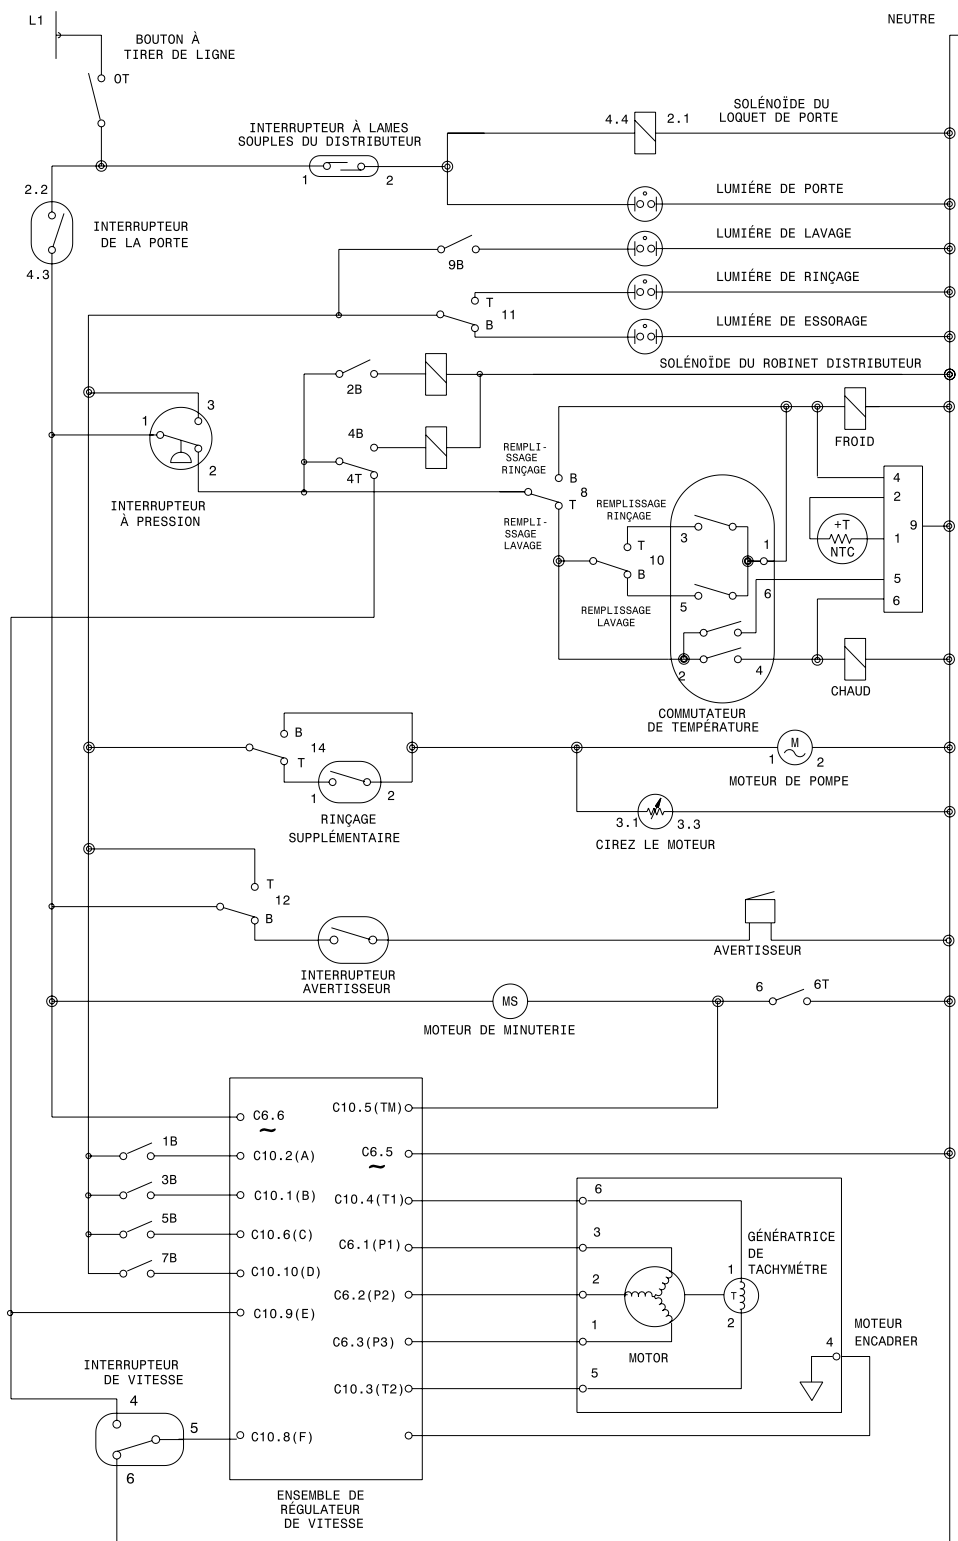 L1
NEUTRE
BOUTON À
TIRER DE LIGNE
OT
SOLÉNOÏDE DU
LOQUET DE PORTE
4.4
2.1
INTERRUPTEUR À LAMES
SOUPLES DU DISTRIBUTEUR
1
2
2.2
LUMIÉRE DE PORTE
INTERRUPTEUR
DE LA PORTE
4.3
LUMIÉRE DE LAVAGE
9B
LUMIÉRE DE RINÇAGE
T
11
B
LUMIÉRE DE ESSORAGE
SOLÉNOÏDE DU ROBINET DISTRIBUTEUR
2B
3
1
2
4B
4T
FROID
INTERRUPTEUR
À PRESSION
REMPLI-
SSAGE
RINÇAGE
B
8
T
REMPLI-
SSAGE
LAVAGE
REMPLISSAGE
RINÇAGE
T
10
B
REMPLISSAGE
LAVAGE
3
1
5
6
2
4
4
2
9
+T
NTC
1
5
6
CHAUD
COMMUTATEUR
DE TEMPÉRATURE
B
14
T
1
2
RINÇAGE
SUPPLÉMENTAIRE
M
1
2
MOTEUR DE POMPE
3.1
3.3
CIREZ LE MOTEUR
T
12
B
INTERRUPTEUR
AVERTISSEUR
AVERTISSEUR
MS
MOTEUR DE MINUTERIE
6
6T
C6.6
~
C10.5(TM)
1B
C10.2(A)
C6.5
~
3B
C10.1(B)
C10.4(T1)
5B
C10.6(C)
C6.1(P1)
7B
C10.10(D)
C6.2(P2)
C10.9(E)
C6.3(P3)
C10.3(T2)
C10.8(F)
6
3
2
1
5
MOTOR
GÉNÉRATRICE
DE
TACHYMÉTRE
1
T
2
MOTEUR
ENCADRER
4
INTERRUPTEUR
DE VITESSE
4
5
6
ENSEMBLE DE
RÉGULATEUR
DE VITESSE